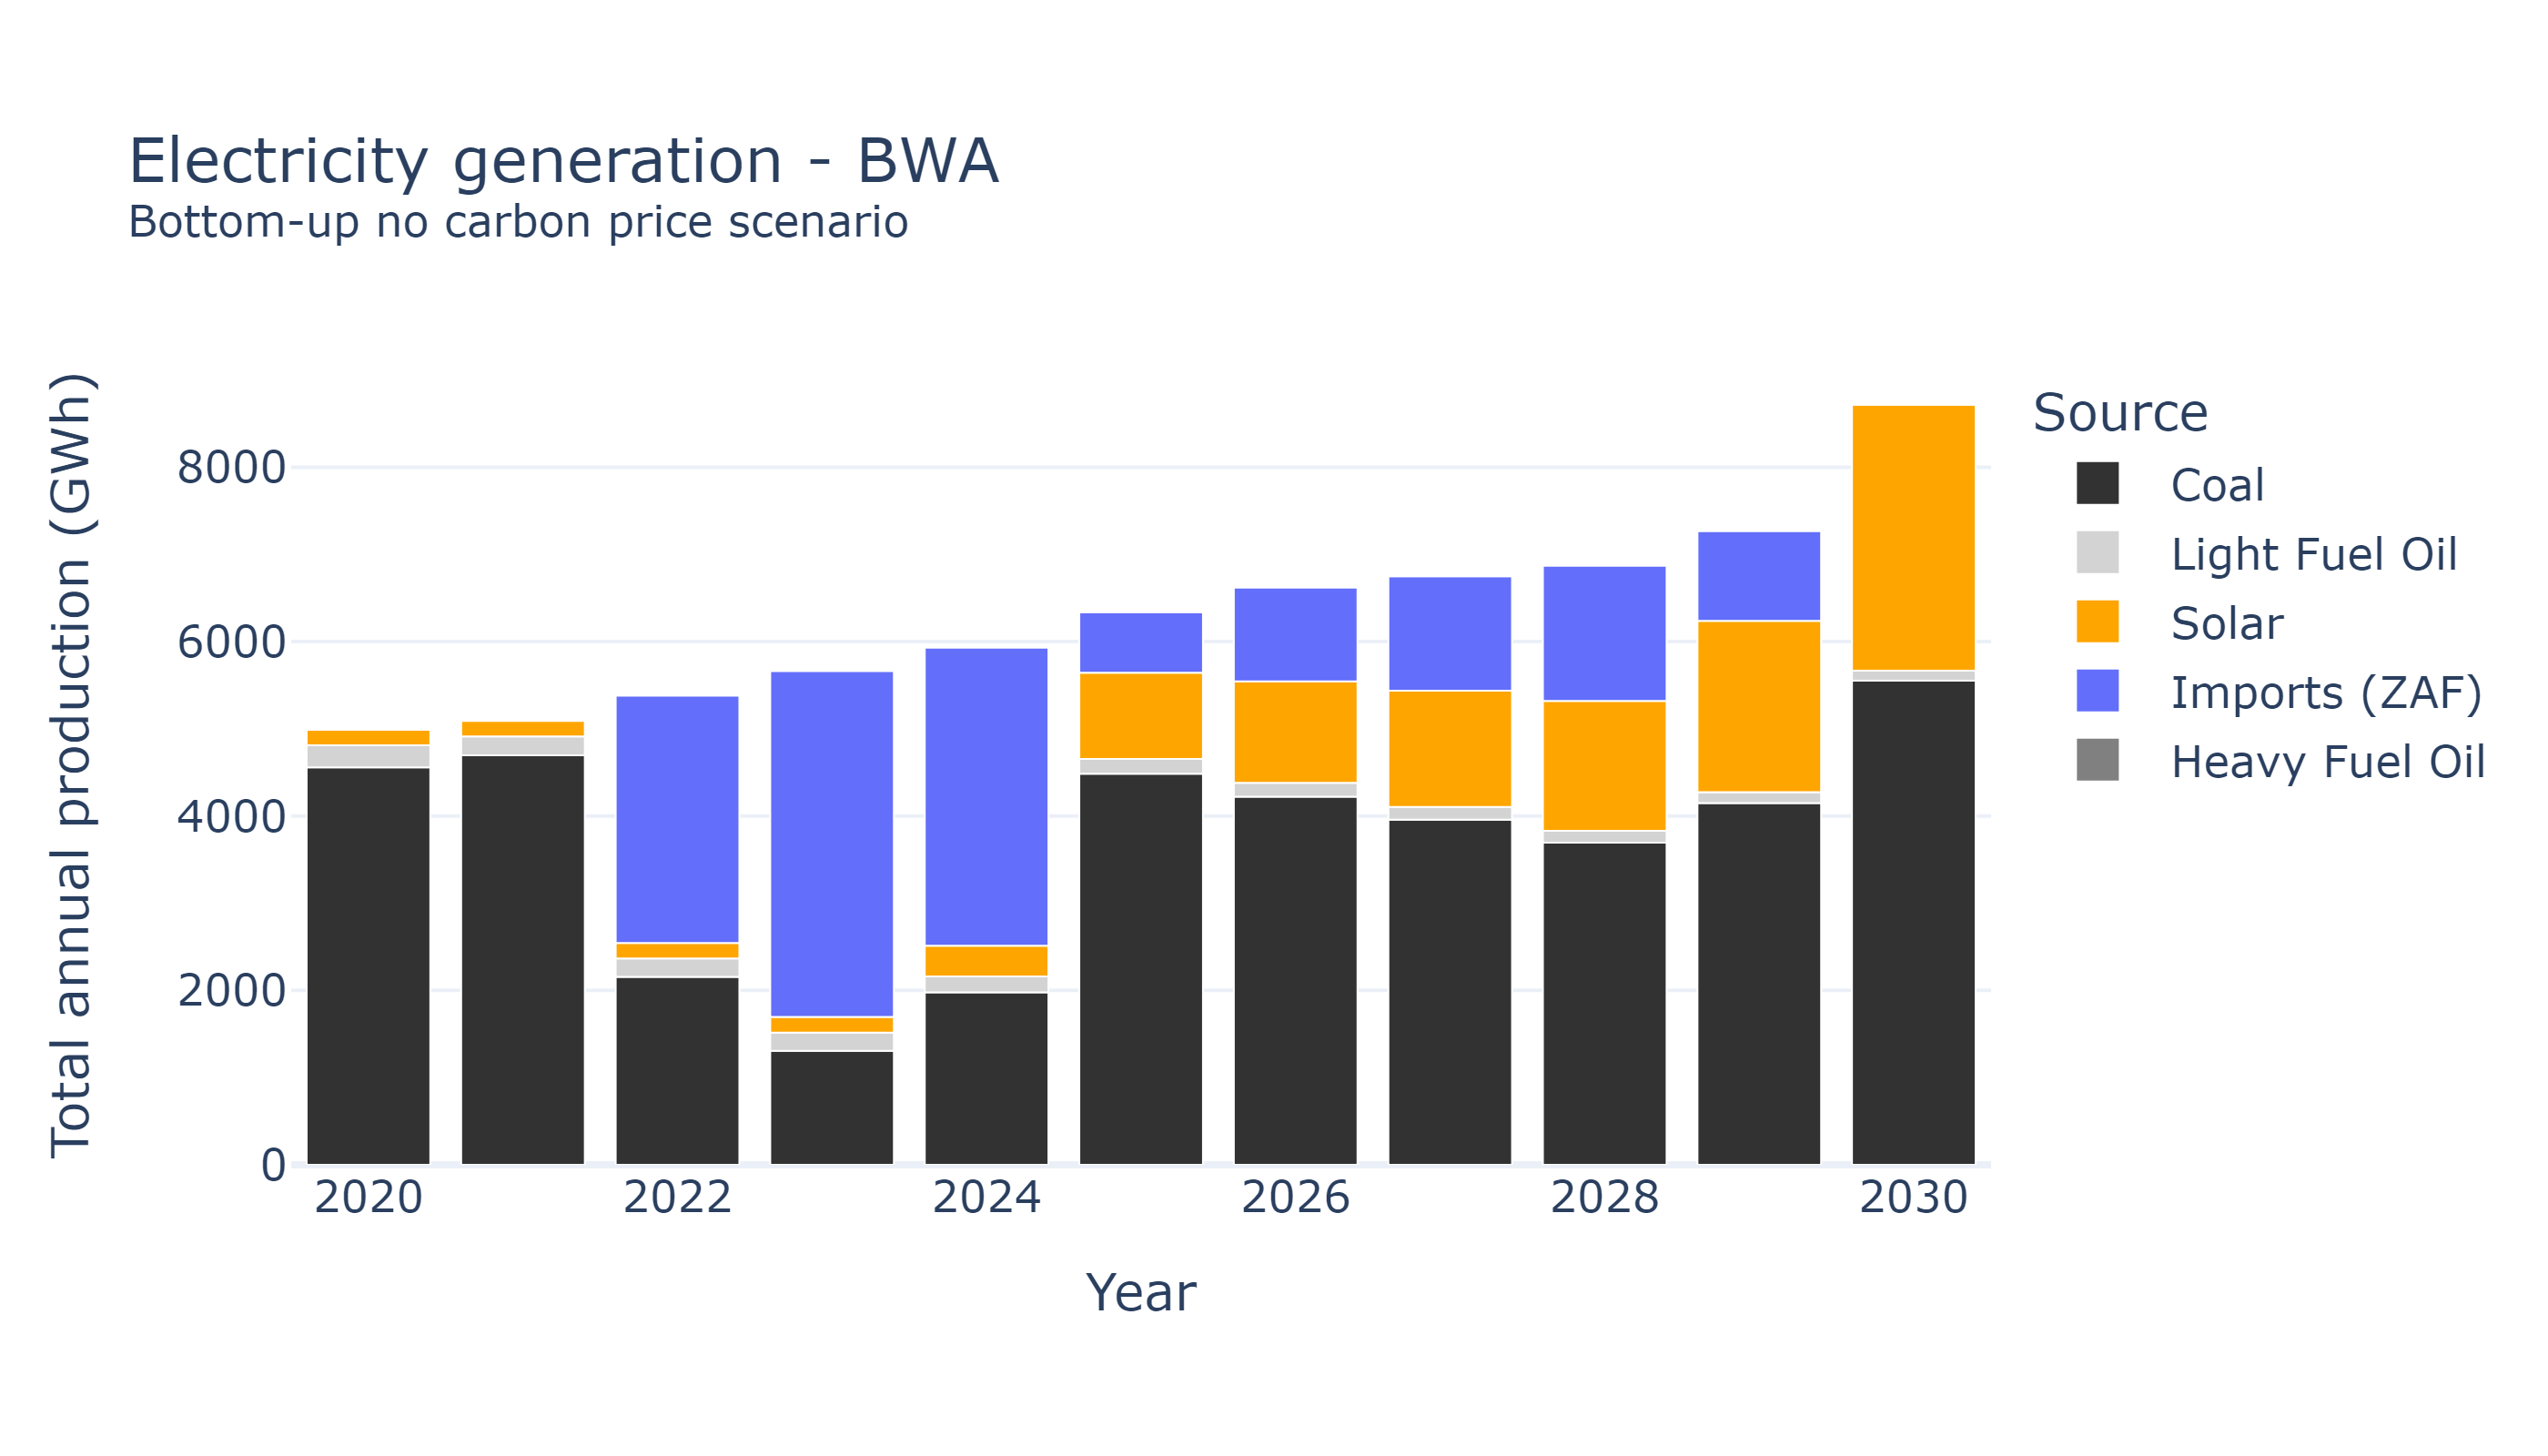 Electricity generation - BWA
Bottom-up no carbon price scenario
Total annual production (GWh)
8000
6000
4000
2000
0
2020
2022
2024
2026
2028
2030
Year
Source
Coal
Light Fuel Oil
Solar
Imports (ZAF)
Heavy Fuel Oil